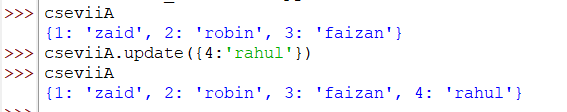 >>> cseviiA
{1: 'zaid', 2: 'robin', 3: 'faizan'}
>>> cseviiA.update({4:'rahul'})
>>> cseviiA
{1: 'zaid', 2: 'robin', 3: 'faizan', 4: 'rahul'}